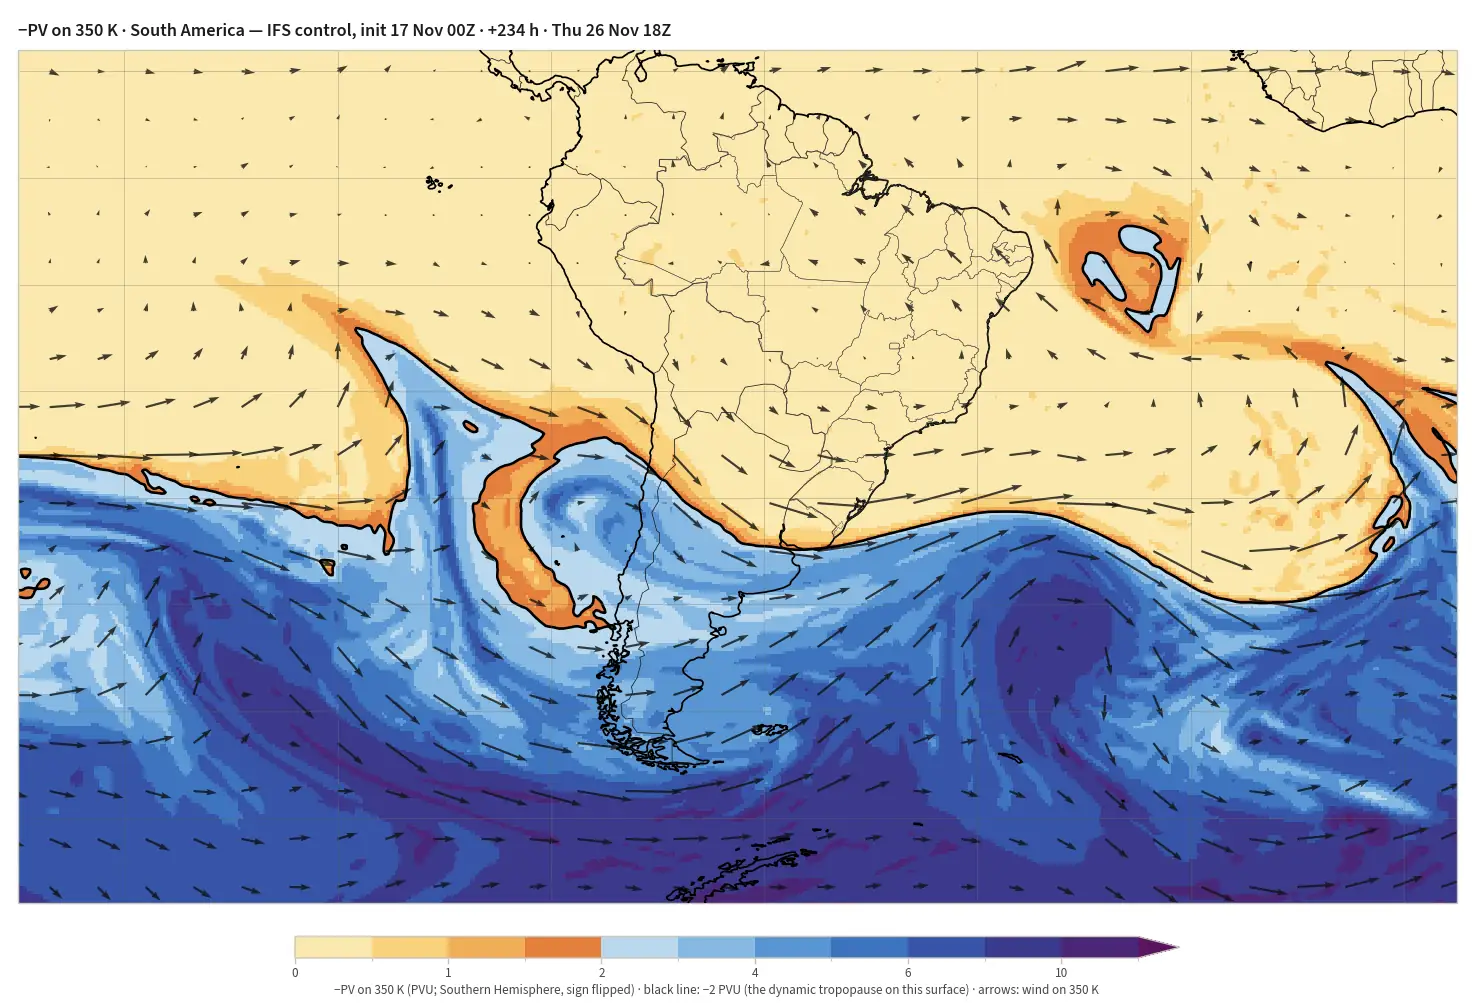 −PV on 350 K · South America — IFS control, init 17 Nov 00Z · +234 h · Thu 26 Nov 18Z
0 1 2 4 6 10
−PV on 350 K (PVU; Southern Hemisphere, sign flipped) · black line: −2 PVU (the dynamic tropopause on this surface) · arrows: wind on 350 K